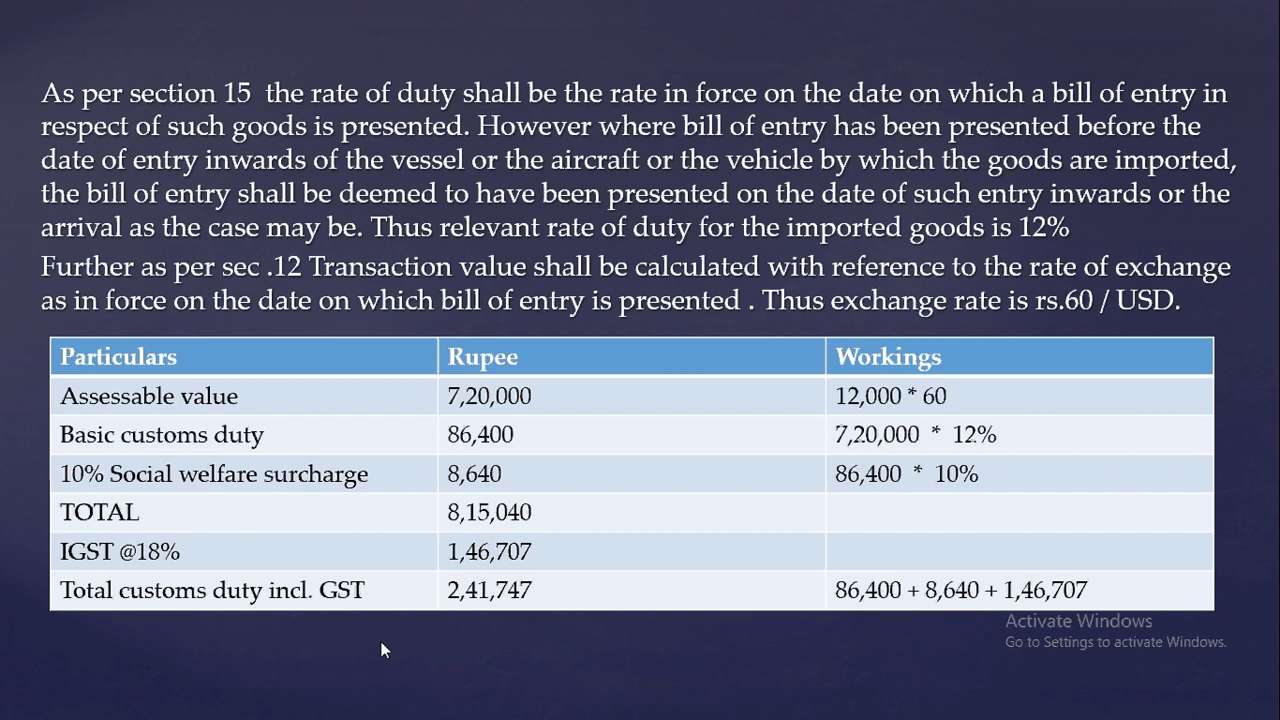 As per section 15 the rate of duty shall be the rate in force on the date on which a bill of entry in
respect of such goods is presented. However where bill of entry has been presented before the
date of entry inwards of the vessel or the aircraft or the vehicle by which the goods are imported,
the bill of entry shall be deemed to have been presented on the date of such entry inwards or the
arrival as the case may be. Thus relevant rate of duty for the imported goods is 12%
Further as per sec .12 Transaction value shall be calculated with reference to the rate of exchange
as in force on the date on which bill of entry is presented . Thus exchange rate is rs.60 / USD.
Particulars Rupee Workings
Assessable value 7,20,000 12,000 * 60
Basic customs duty 86,400 7,20,000 * 12%
10% Social welfare surcharge 8,640 86,400 * 10%
TOTAL 8,15,040
IGST @18% 1,46,707
Total customs duty incl. GST 2,41,747 86,400 + 8,640 + 1,46,707
Activate Windows
Go to Settings to activate Windows.